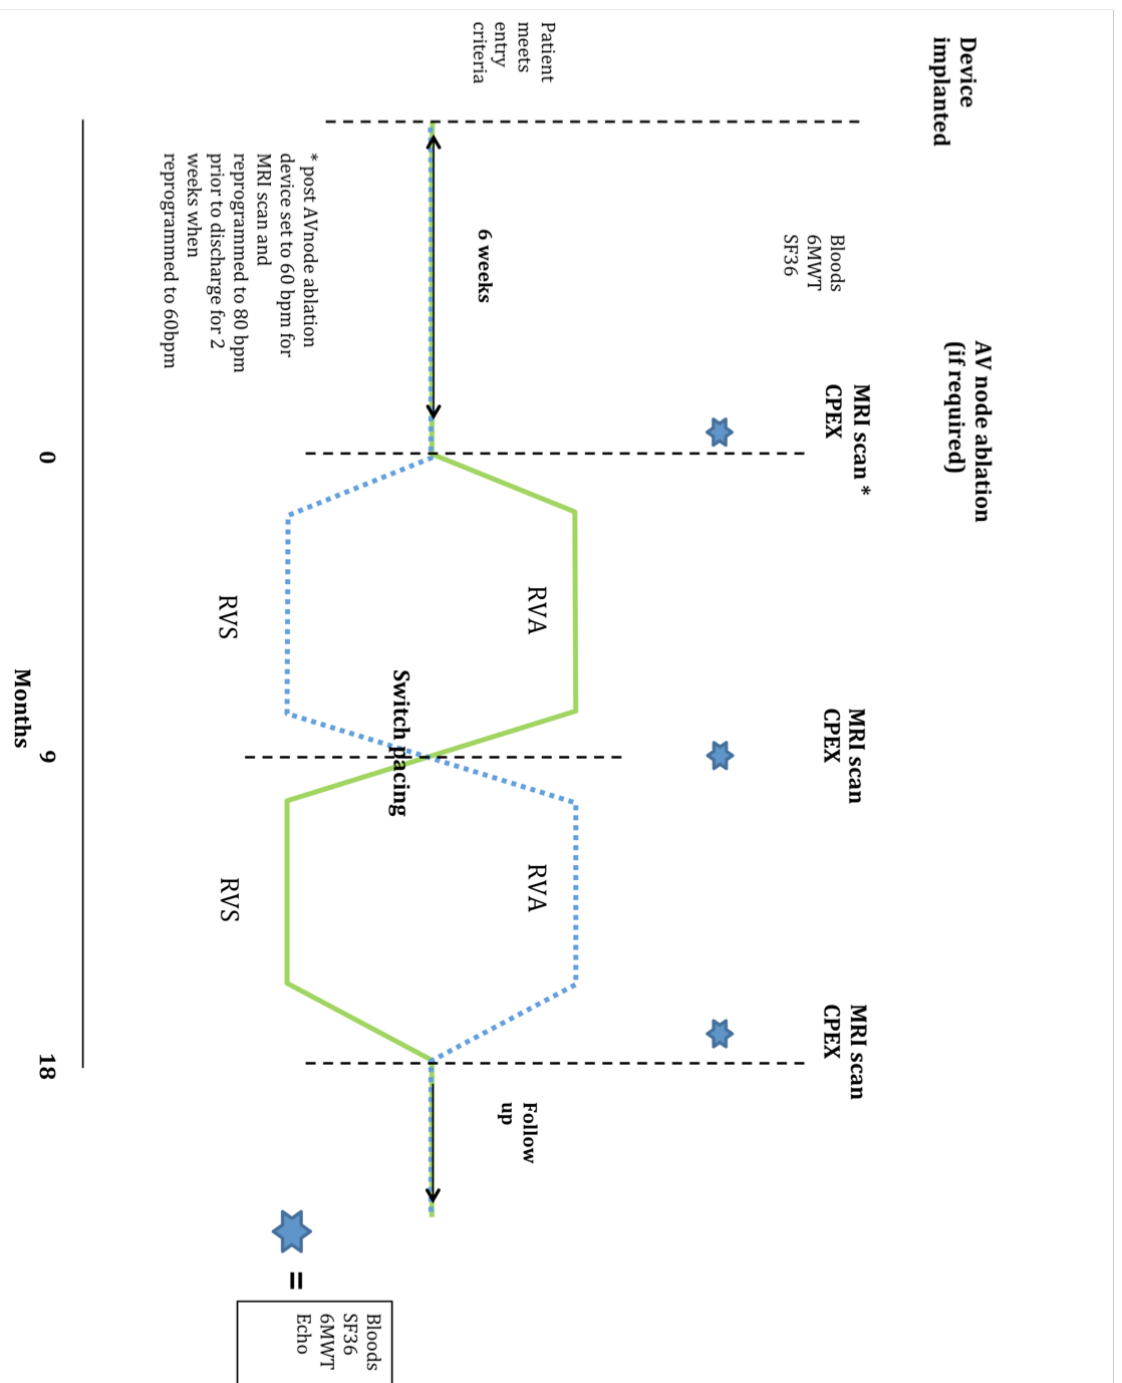 Device
implanted
AV node ablation
(if required)
Bloods
6MWT
SF36
MRI scan *
CPEX
MRI scan
CPEX
MRI scan
CPEX
Patient
meets
entry
criteria
6 weeks
RVA
RVA
Follow
up
Switch pacing
RVS
RVS
* post AVnode ablation
device set to 60 bpm for
MRI scan and
reprogrammed to 80 bpm
prior to discharge for 2
weeks when
reprogrammed to 60bpm
=
Bloods
SF36
6MWT
Echo
0
9
18
Months